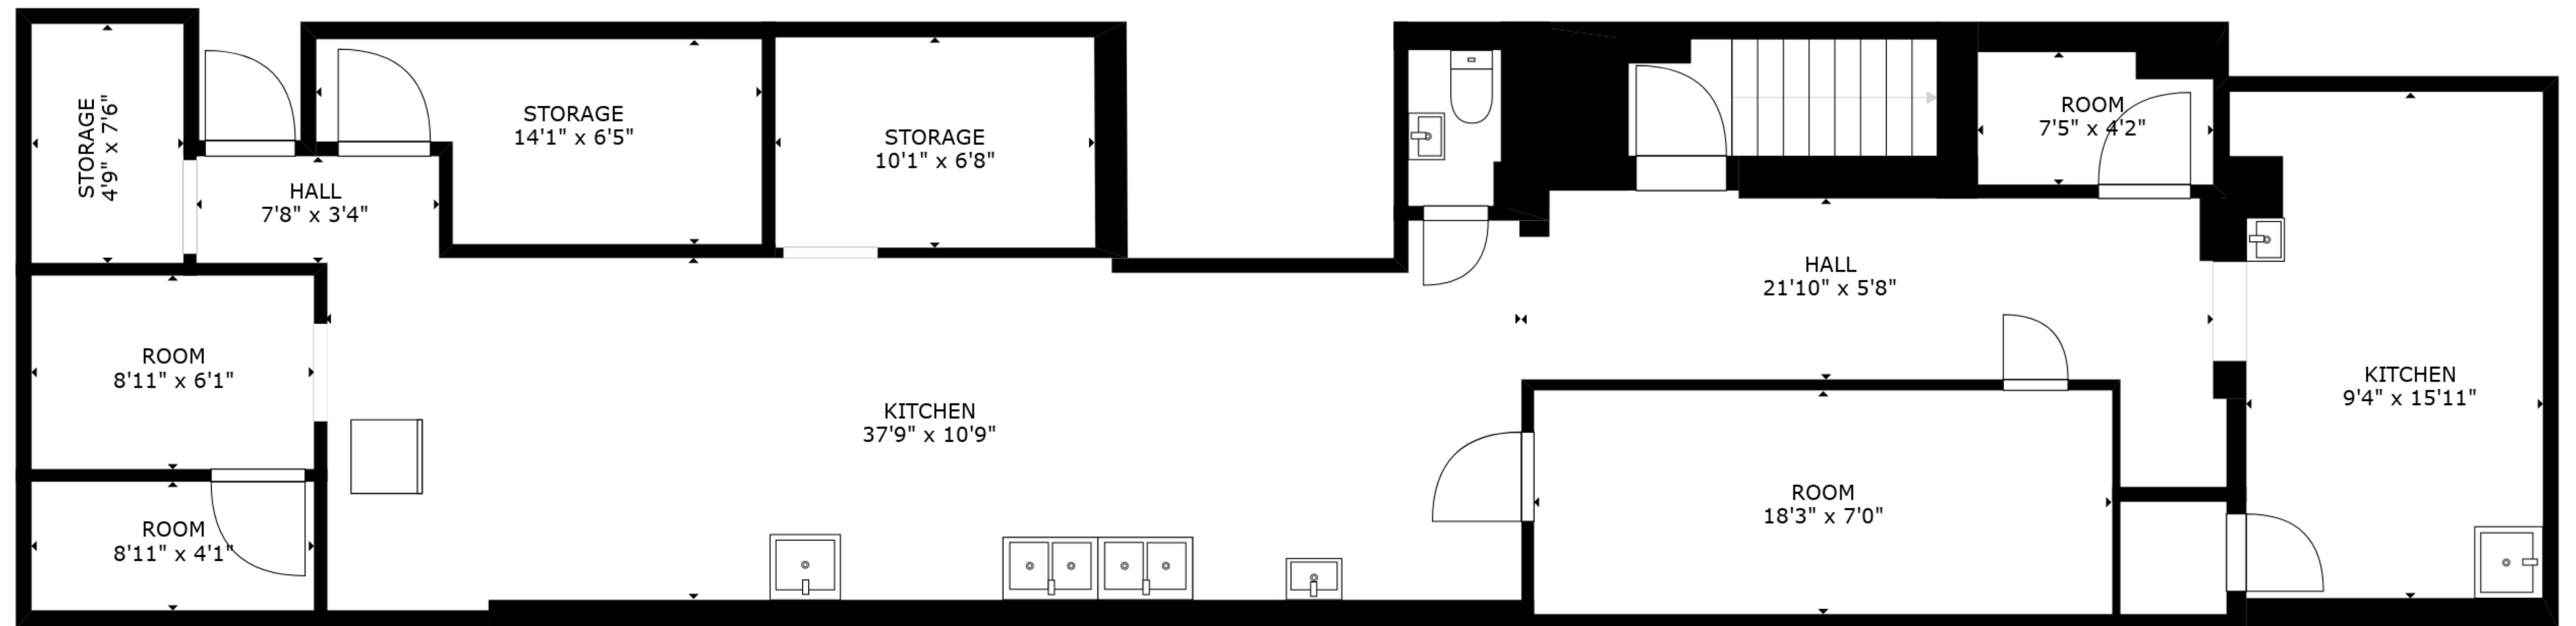 STORAGE
4'9" x 7'6"
HALL
7'8" x 3'4"
STORAGE
14'1" x 6'5"
STORAGE
10'1" x 6'8"
ROOM
7'5" x 4'2"
HALL
21'10" x 5'8"
ROOM
8'11" x 6'1"
KITCHEN
37'9" x 10'9"
KITCHEN
9'4" x 15'11"
ROOM
18'3" x 7'0"
ROOM
8'11" x 4'1"